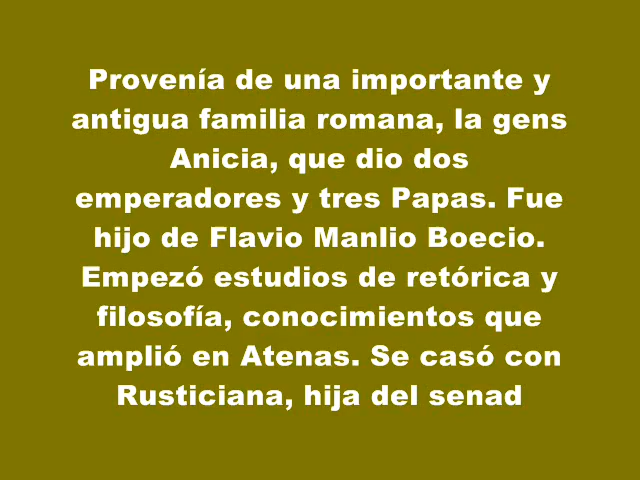 Provenía de una importante y
antigua familia romana, la gens
Anicia, que dio dos
emperadores y tres Papas. Fue
hijo de Flavio Manlio Boecio.
Empezó estudios de retórica y
filosofía, conocimientos que
amplió en Atenas. Se casó con
Rusticiana, hija del senad